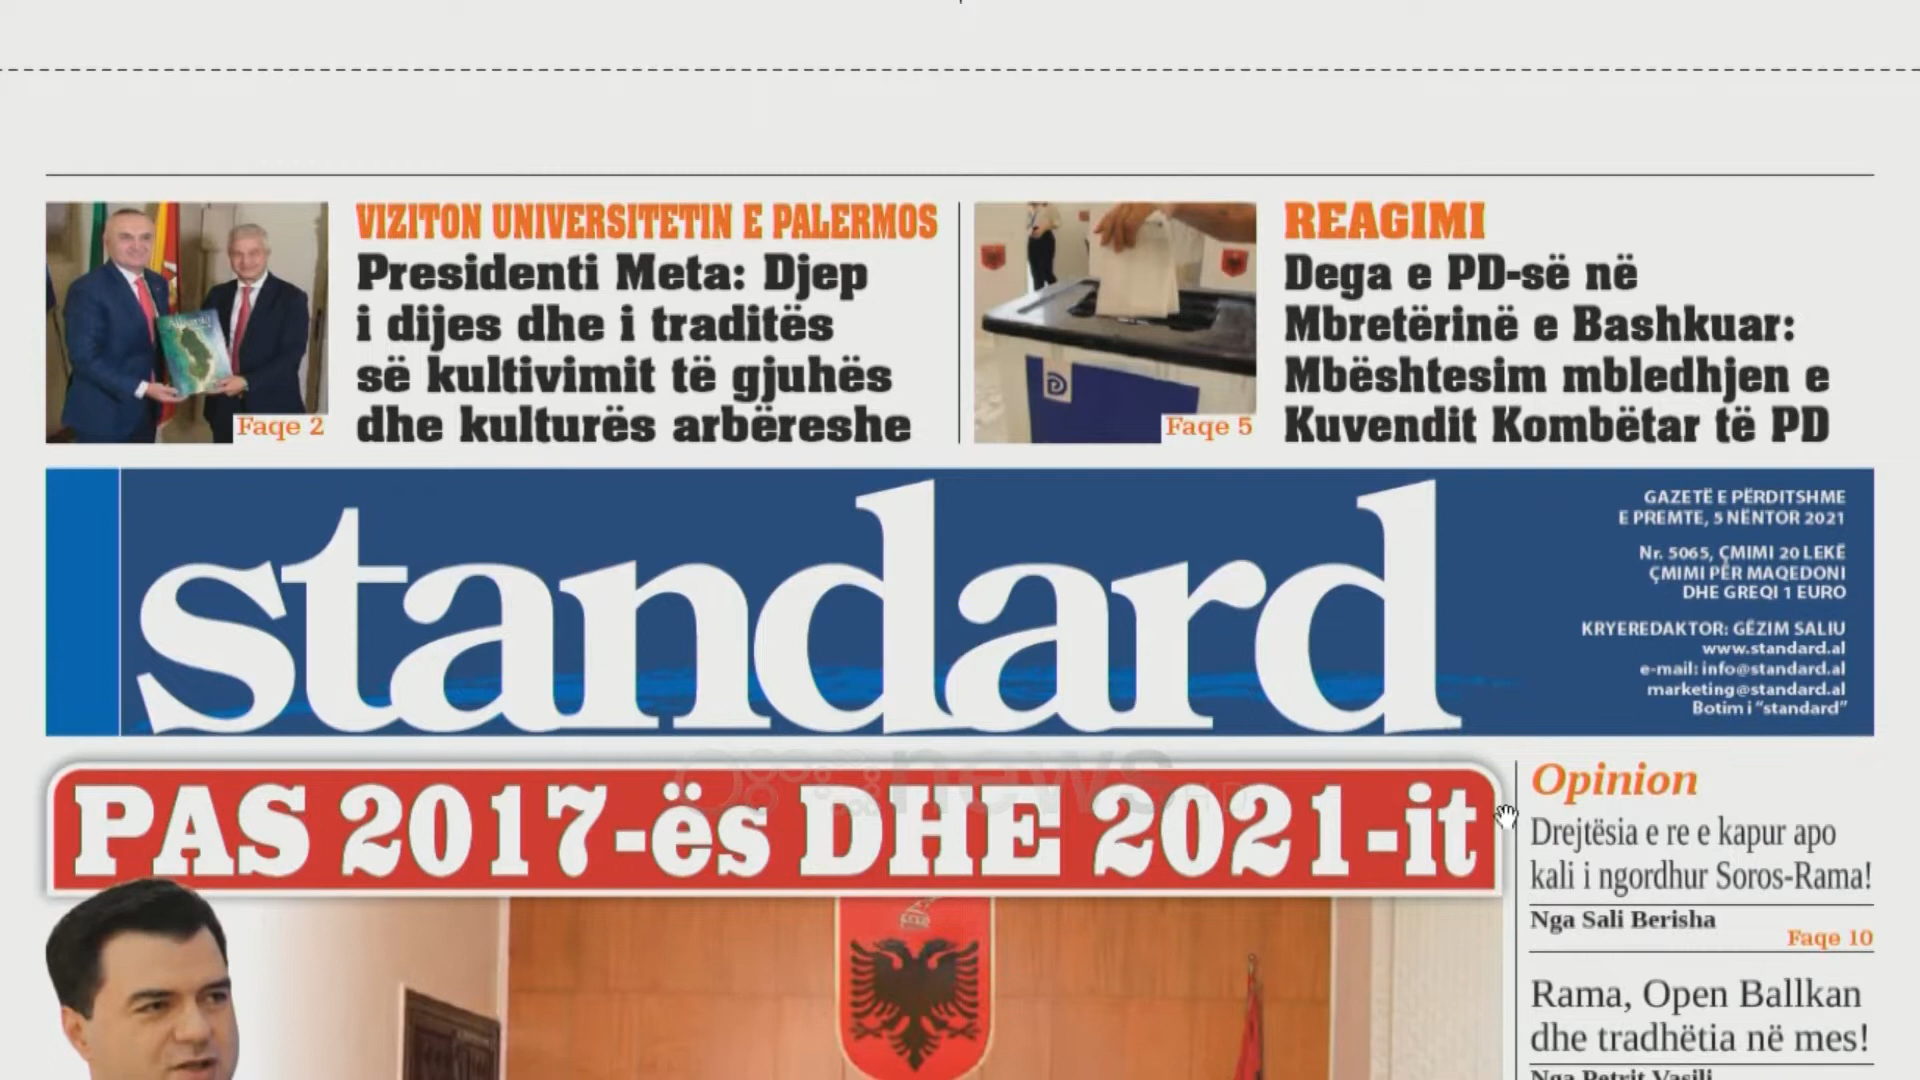 VIZITON UNIVERSITETIN E PALERMOS
Presidenti Meta: Djep
i dijes dhe i traditës
së kultivimit të gjuhës
dhe kulturës arbëreshe
Faqe 2
REAGIMI
Dega e PD-së në
Mbretërinë e Bashkuar:
Mbështesim mbledhjen e
Kuvendit Kombëtar të PD
Faqe 5
standard
GAZETË E PËRDITSHME
E PREMTE, 5 NËNTOR 2021
Nr. 5065, ÇMIMI 20 LEKË
ÇMIMI PËR MAQEDONI
DHE GREQI 1 EURO
KRYEREDAKTOR: GËZIM SALIU
www.standard.al
e-mail: info@standard.al
marketing@standard.al
Botim i “standard”
news
PAS 2017-ës DHE 2021-it
Opinion
Drejtësia e re e kapur apo
kali i ngordhur Soros-Rama!
Nga Sali Berisha
Faqe 10
Rama, Open Ballkan
dhe tradhëtia në mes!
Nga Petrit Vasili